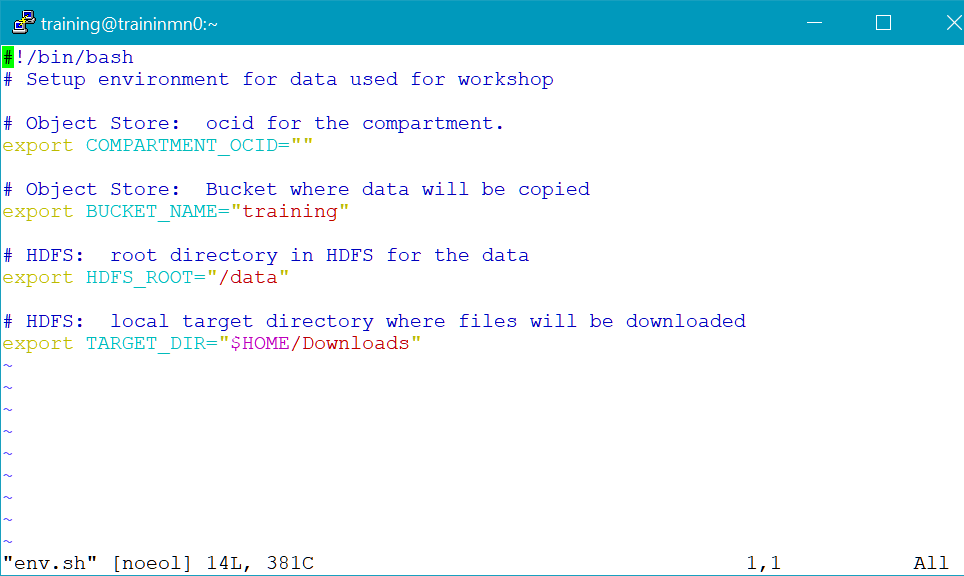 training@traininmn0:~
#!/bin/bash
# Setup environment for data used for workshop
# Object Store:  ocid for the compartment.
export COMPARTMENT_OCID=""
# Object Store:  Bucket where data will be copied
export BUCKET_NAME="training"
# HDFS:  root directory in HDFS for the data
export HDFS_ROOT="/data"
# HDFS:  local target directory where files will be downloaded
export TARGET_DIR="$HOME/Downloads"
~
~
~
~
~
~
~
~
~
"env.sh" [noeol] 14L, 381C 1,1 All